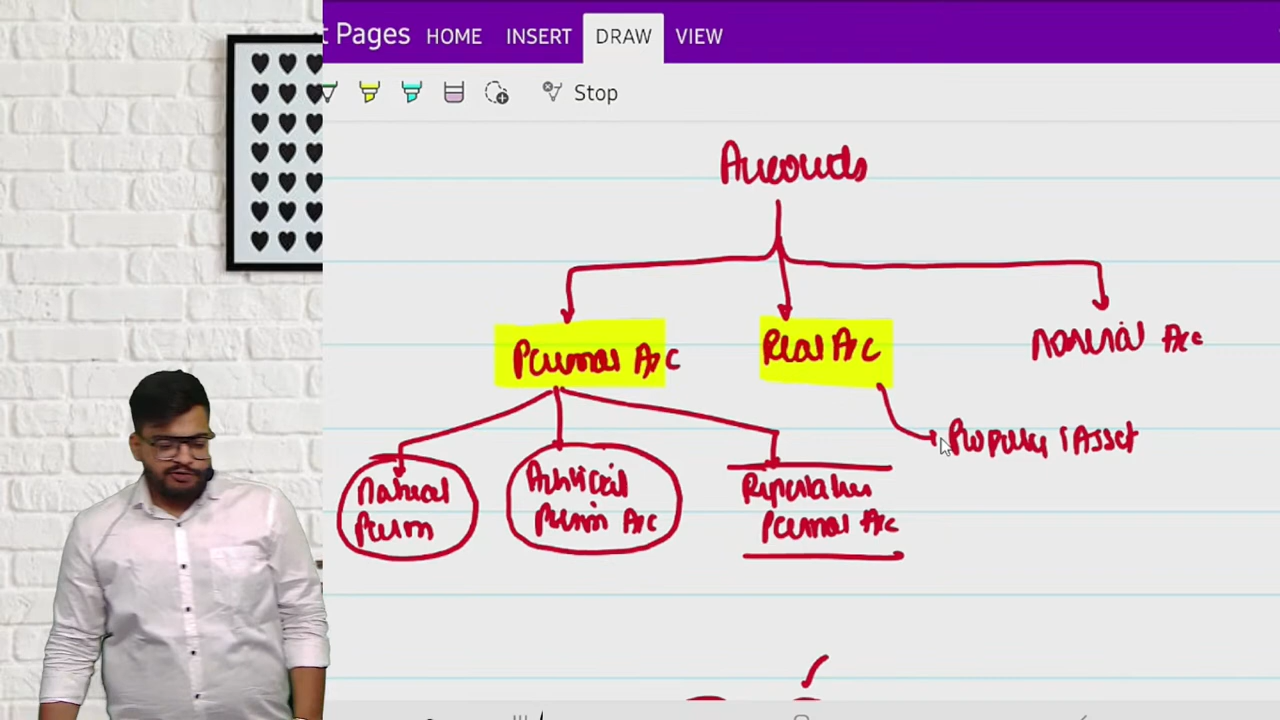 t Pages HOME INSERT DRAW VIEW
Stop
Accounts
Personal A/c
Real A/c
Nominal A/c
Property / Asset
Natural
Person
Artificial
Person A/c
Representative
Personal A/c